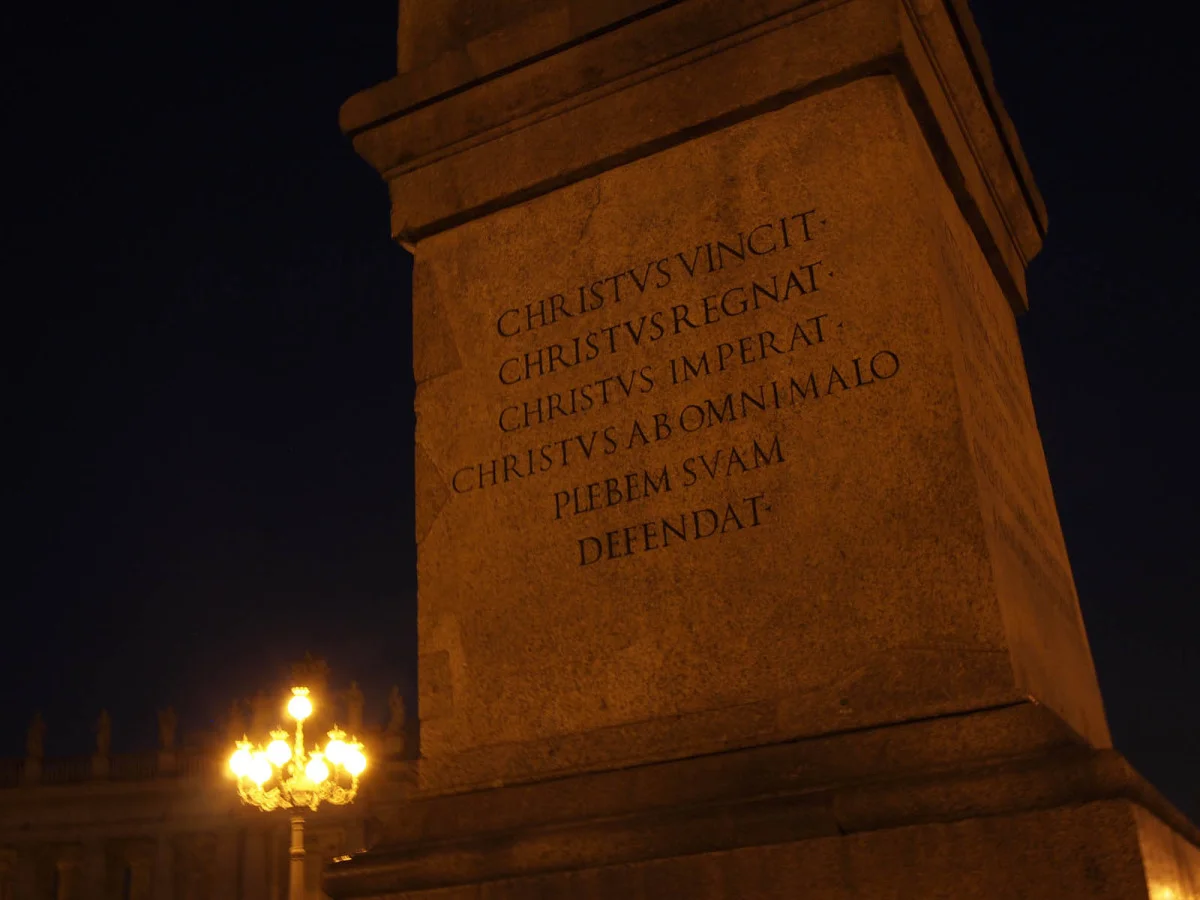 CHRISTVS VINCIT·
CHRISTVS REGNAT·
CHRISTVS IMPERAT·
CHRISTVS AB OMNI MALO
PLEBEM SVAM
DEFENDAT·